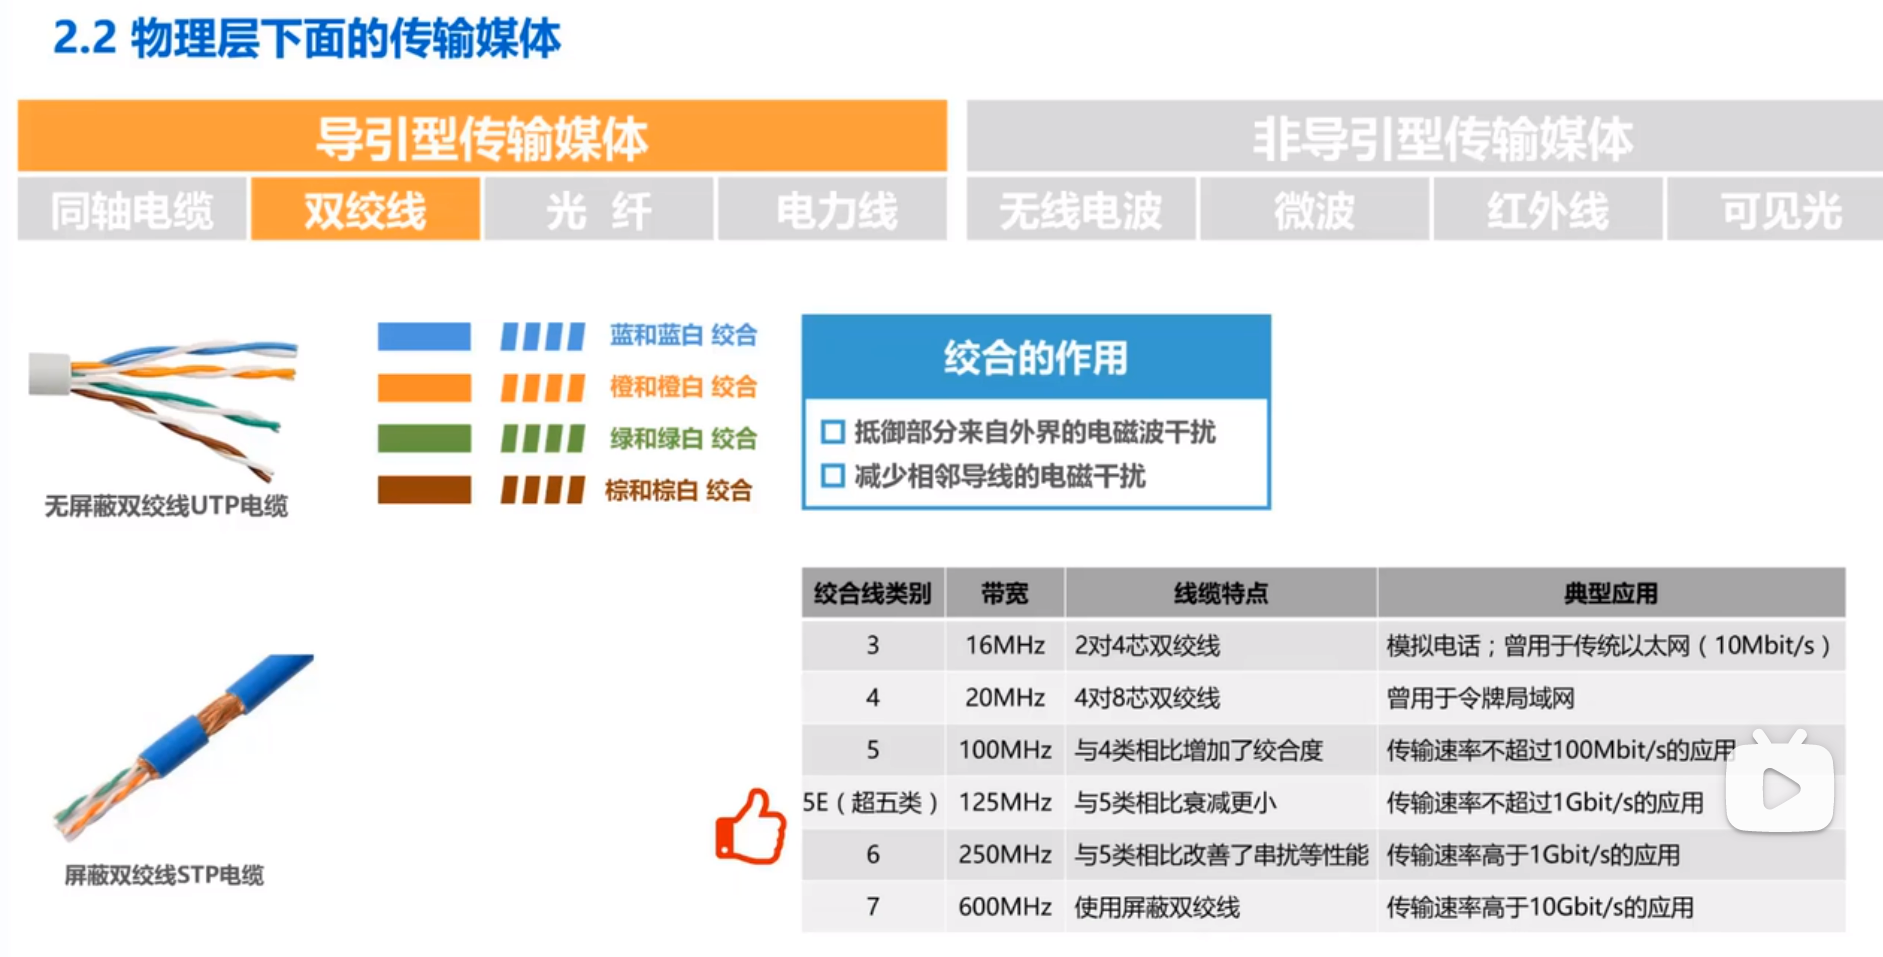 2.2 物理层下面的传输媒体
导引型传输媒体
非导引型传输媒体
同轴电缆
双绞线
光 纤
电力线
无线电波
微波
红外线
可见光
蓝和蓝白 绞合
橙和橙白 绞合
绿和绿白 绞合
棕和棕白 绞合
无屏蔽双绞线UTP电缆
绞合的作用
抵御部分来自外界的电磁波干扰
减少相邻导线的电磁干扰
屏蔽双绞线STP电缆
绞合线类别 带宽 线缆特点 典型应用
3 16MHz 2对4芯双绞线 模拟电话；曾用于传统以太网（10Mbit/s）
4 20MHz 4对8芯双绞线 曾用于令牌局域网
5 100MHz 与4类相比增加了绞合度 传输速率不超过100Mbit/s的应用
5E（超五类） 125MHz 与5类相比衰减更小 传输速率不超过1Gbit/s的应用
6 250MHz 与5类相比改善了串扰等性能 传输速率高于1Gbit/s的应用
7 600MHz 使用屏蔽双绞线 传输速率高于10Gbit/s的应用